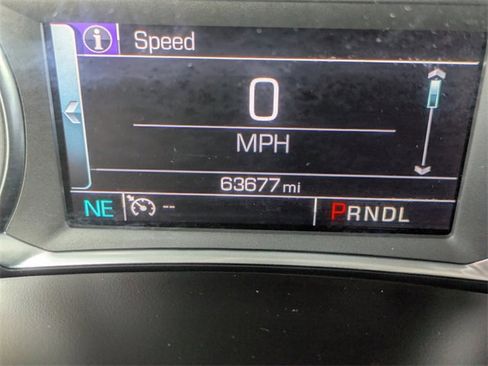 i Speed
0
MPH
63677 mi
NE -- PRNDL